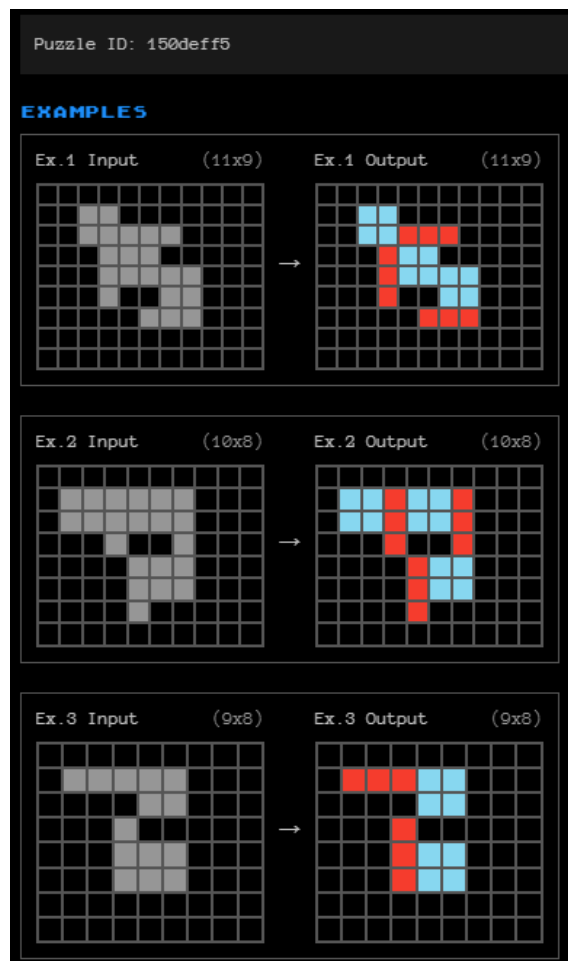 Puzzle ID: 150deff5
EXAMPLES
Ex.1 Input (11x9) Ex.1 Output (11x9)
→
Ex.2 Input (10x8) Ex.2 Output (10x8)
→
Ex.3 Input (9x8) Ex.3 Output (9x8)
→